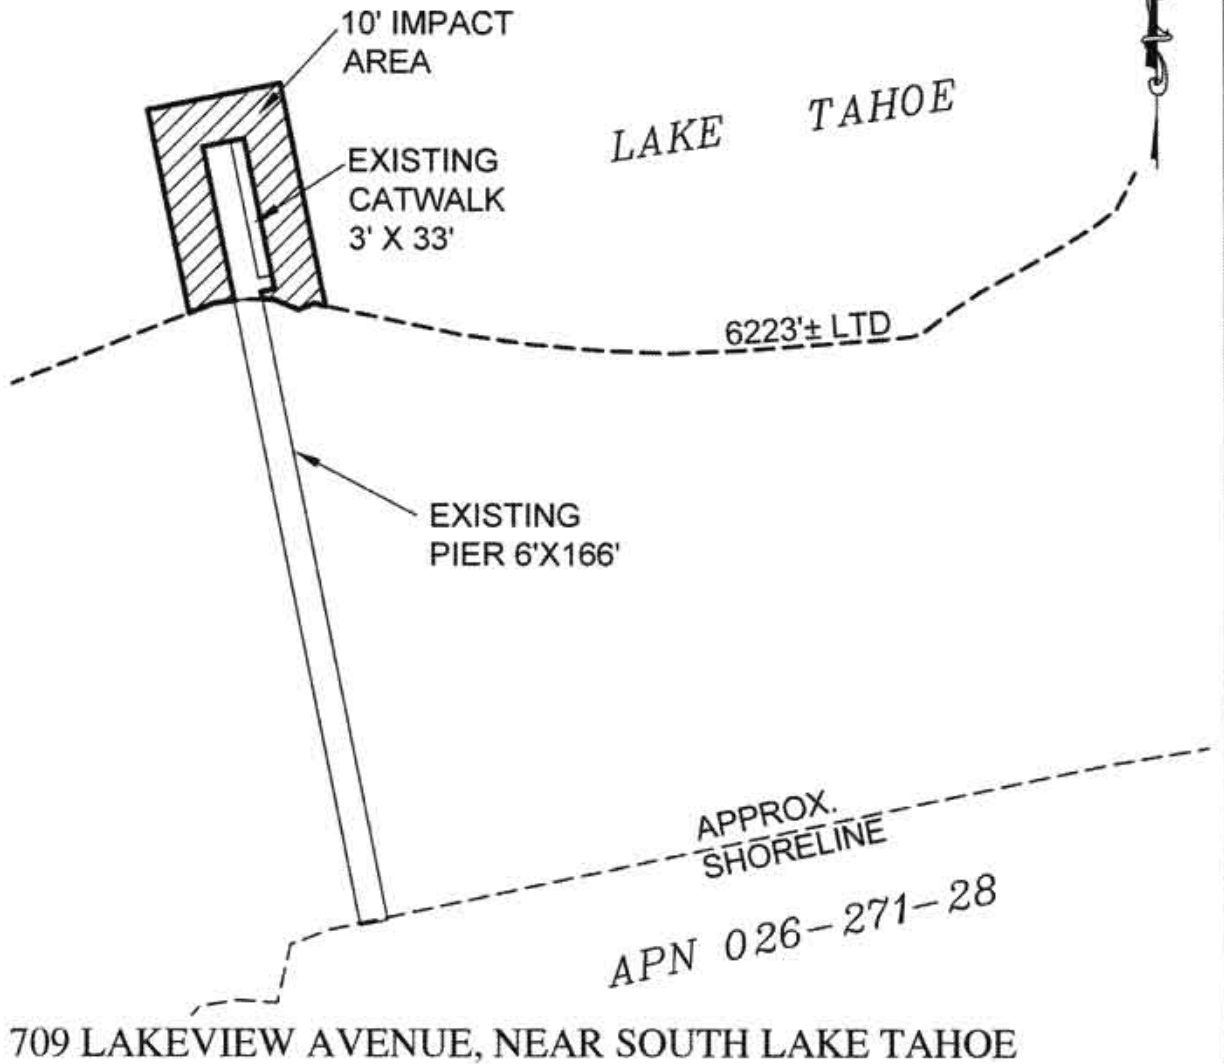 10' IMPACT
AREA
LAKE TAHOE
EXISTING
CATWALK
3' X 33'
6223'± LTD
EXISTING
PIER 6'X166'
APPROX.
SHORELINE
APN 026-271-28
709 LAKEVIEW AVENUE, NEAR SOUTH LAKE TAHOE